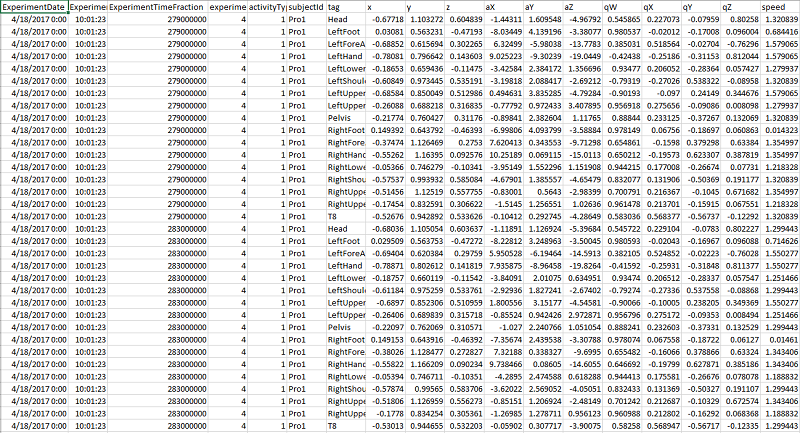 ExperimentDate Experimer ExperimentTimeFraction experime activityTyp subjectId tag x y z aX aY aZ qW qX qY qZ speed
4/18/2017 0:00 10:01:23 279000000 4 1 Pro1 Head -0.67718 1.103272 0.604839 -1.44311 1.609548 -4.96792 0.545865 0.227073 -0.07959 0.80258 1.320839
4/18/2017 0:00 10:01:23 279000000 4 1 Pro1 LeftFoot 0.03081 0.563231 -0.47193 -8.03449 4.139196 -3.38077 0.980537 -0.0212 -0.17008 0.096004 0.684416
4/18/2017 0:00 10:01:23 279000000 4 1 Pro1 LeftForeA -0.68852 0.615694 0.302265 6.32499 -5.98038 -13.7783 0.385031 0.518564 -0.02704 -0.76296 1.579065
4/18/2017 0:00 10:01:23 279000000 4 1 Pro1 LeftHand -0.78081 0.796642 0.143603 9.025223 -9.30239 -19.0449 -0.42438 -0.25186 -0.31153 0.812044 1.579065
4/18/2017 0:00 10:01:23 279000000 4 1 Pro1 LeftLower -0.18653 0.659436 -0.11475 -3.42584 2.384172 1.356696 0.93477 0.206052 -0.28364 0.057427 1.279937
4/18/2017 0:00 10:01:23 279000000 4 1 Pro1 LeftShoul -0.60849 0.973445 0.535191 -3.19818 2.088417 -2.69212 -0.79319 -0.27026 0.538322 -0.08958 1.320839
4/18/2017 0:00 10:01:23 279000000 4 1 Pro1 LeftUpper -0.68584 0.850049 0.512986 0.494631 3.835285 -4.79284 -0.90193 -0.097 0.24149 0.344676 1.579065
4/18/2017 0:00 10:01:23 279000000 4 1 Pro1 LeftUpper -0.26088 0.688218 0.316835 -0.77792 0.972433 3.407895 0.956918 0.275656 -0.09086 0.008098 1.279937
4/18/2017 0:00 10:01:23 279000000 4 1 Pro1 Pelvis -0.21774 0.760427 0.31176 -0.89841 2.382604 1.11765 0.88844 0.233125 -0.37267 0.132069 1.320839
4/18/2017 0:00 10:01:23 279000000 4 1 Pro1 RightFoot 0.149392 0.643792 -0.46393 -6.99806 4.093799 -3.58884 0.978149 0.06756 -0.18697 0.060863 0.014323
4/18/2017 0:00 10:01:23 279000000 4 1 Pro1 RightFore. -0.37474 1.126469 0.2753 7.620413 0.343553 -9.71298 0.654861 -0.1598 0.379298 0.63384 1.354997
4/18/2017 0:00 10:01:23 279000000 4 1 Pro1 RightHanc -0.55262 1.16395 0.092576 10.25189 0.069115 -15.0113 0.650212 -0.19573 0.623307 0.387819 1.354997
4/18/2017 0:00 10:01:23 279000000 4 1 Pro1 RightLowe -0.05366 0.746279 -0.10341 -3.95149 1.552296 1.151908 0.944215 0.177008 -0.26674 0.07731 1.218328
4/18/2017 0:00 10:01:23 279000000 4 1 Pro1 RightShou -0.57537 0.993932 0.585084 -4.67901 1.385557 -4.65479 0.832077 0.131906 -0.50369 0.191177 1.320839
4/18/2017 0:00 10:01:23 279000000 4 1 Pro1 RightUppe -0.51456 1.12519 0.557755 -0.83001 0.5643 -2.98399 0.700791 0.216367 -0.1045 0.671682 1.354997
4/18/2017 0:00 10:01:23 279000000 4 1 Pro1 RightUppe -0.17454 0.832591 0.306622 -1.5145 1.256551 1.02636 0.961478 0.213701 -0.15915 0.067551 1.218328
4/18/2017 0:00 10:01:23 279000000 4 1 Pro1 T8 -0.52676 0.942892 0.533626 -0.10412 0.292745 -4.28649 0.583036 0.568377 -0.56737 -0.12292 1.320839
4/18/2017 0:00 10:01:23 283000000 4 1 Pro1 Head -0.68036 1.105054 0.603637 -1.11891 1.126924 -5.39684 0.545722 0.229104 -0.0783 0.802227 1.299443
4/18/2017 0:00 10:01:23 283000000 4 1 Pro1 LeftFoot 0.029509 0.563753 -0.47272 -8.22812 3.248963 -3.50045 0.980593 -0.02043 -0.16967 0.096088 0.714626
4/18/2017 0:00 10:01:23 283000000 4 1 Pro1 LeftForeA -0.69404 0.620384 0.29759 5.950528 -6.19464 -14.5913 0.382105 0.524852 -0.02223 -0.76028 1.550277
4/18/2017 0:00 10:01:23 283000000 4 1 Pro1 LeftHand -0.78871 0.802612 0.141819 7.935875 -8.96458 -19.8264 -0.41592 -0.25931 -0.31848 0.811377 1.550277
4/18/2017 0:00 10:01:23 283000000 4 1 Pro1 LeftLower -0.18757 0.660119 -0.11542 -3.84091 2.01075 0.634951 0.93474 0.206512 -0.28337 0.057547 1.251466
4/18/2017 0:00 10:01:23 283000000 4 1 Pro1 LeftShoul -0.61184 0.975259 0.533761 -2.92936 1.827241 -2.67402 -0.79274 -0.27336 0.537558 -0.08868 1.299443
4/18/2017 0:00 10:01:23 283000000 4 1 Pro1 LeftUpper -0.6897 0.852306 0.510959 1.800556 3.15177 -4.54581 -0.90066 -0.10005 0.238205 0.349369 1.550277
4/18/2017 0:00 10:01:23 283000000 4 1 Pro1 LeftUpper -0.26406 0.689839 0.315718 -0.85524 0.942426 2.972871 0.956796 0.275172 -0.09353 0.008494 1.251466
4/18/2017 0:00 10:01:23 283000000 4 1 Pro1 Pelvis -0.22097 0.762069 0.310571 -1.027 2.240766 1.051054 0.888241 0.232603 -0.37331 0.132529 1.299443
4/18/2017 0:00 10:01:23 283000000 4 1 Pro1 RightFoot 0.149153 0.643916 -0.46392 -7.35674 2.439538 -3.30788 0.978074 0.067558 -0.18722 0.06127 0.01461
4/18/2017 0:00 10:01:23 283000000 4 1 Pro1 RightFore. -0.38026 1.128477 0.272827 7.32188 0.338327 -9.6995 0.655482 -0.16066 0.378866 0.63324 1.343406
4/18/2017 0:00 10:01:23 283000000 4 1 Pro1 RightHanc -0.55822 1.166209 0.090234 9.738466 0.08605 -14.6055 0.646692 -0.19799 0.627871 0.385186 1.343406
4/18/2017 0:00 10:01:23 283000000 4 1 Pro1 RightLowe -0.05394 0.746711 -0.10351 -4.2895 2.474588 0.618288 0.944413 0.175581 -0.26676 0.078078 1.188832
4/18/2017 0:00 10:01:23 283000000 4 1 Pro1 RightShou -0.57874 0.99565 0.583706 -3.62022 2.569052 -4.05051 0.832433 0.131369 -0.50327 0.191107 1.299443
4/18/2017 0:00 10:01:23 283000000 4 1 Pro1 RightUppe -0.51806 1.126959 0.556273 -0.85151 1.206924 -2.48149 0.701242 0.212687 -0.10329 0.672574 1.343406
4/18/2017 0:00 10:01:23 283000000 4 1 Pro1 RightUppe -0.1778 0.834254 0.305361 -1.26985 1.278711 0.956123 0.960988 0.212802 -0.16292 0.068368 1.188832
4/18/2017 0:00 10:01:23 283000000 4 1 Pro1 T8 -0.53013 0.944655 0.532203 -0.05902 0.307717 -3.90075 0.58258 0.568947 -0.56717 -0.12335 1.299443